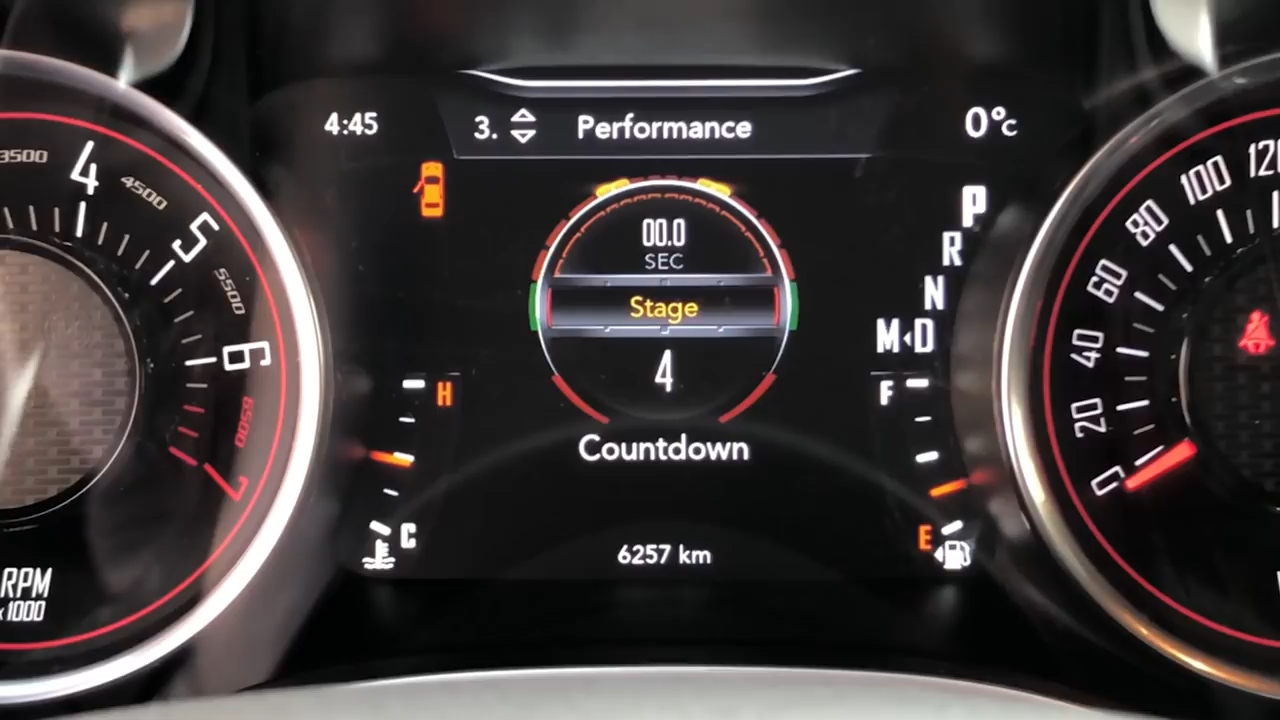 4:45
3. Performance
0°C
3500
4
4500
5
5500
6
6500
7
RPM
x1000
00.0
SEC
Stage
4
Countdown
6257 km
H
C
P
R
N
M D
F
E
0
20
40
60
80
100